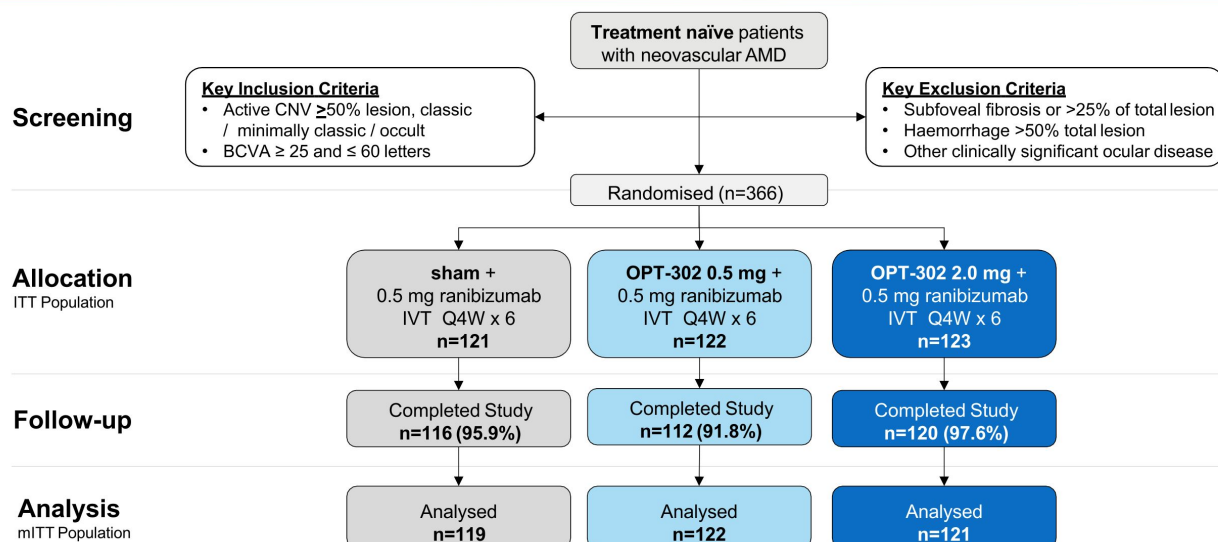 Treatment naïve patients
with neovascular AMD
Screening
Key Inclusion Criteria
• Active CNV ≥50% lesion, classic
/ minimally classic / occult
• BCVA ≥ 25 and ≤ 60 letters
Key Exclusion Criteria
• Subfoveal fibrosis or >25% of total lesion
• Haemorrhage >50% total lesion
• Other clinically significant ocular disease
Randomised (n=366)
Allocation
ITT Population
sham +
0.5 mg ranibizumab
IVT Q4W x 6
n=121
OPT-302 0.5 mg +
0.5 mg ranibizumab
IVT Q4W x 6
n=122
OPT-302 2.0 mg +
0.5 mg ranibizumab
IVT Q4W x 6
n=123
Follow-up
Completed Study
n=116 (95.9%)
Completed Study
n=112 (91.8%)
Completed Study
n=120 (97.6%)
Analysis
mITT Population
Analysed
n=119
Analysed
n=122
Analysed
n=121